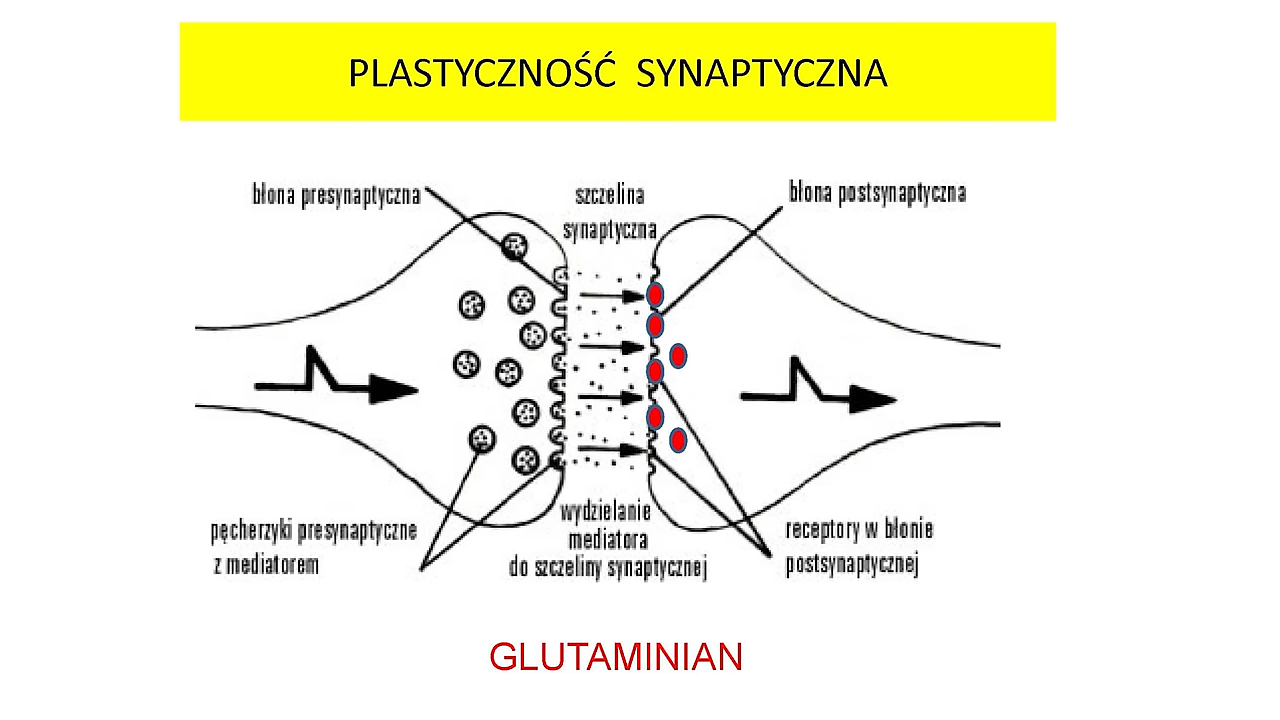 PLASTYCZNOŚĆ SYNAPTYCZNA
błona presynaptyczna
szczelina
synaptyczna
błona postsynaptyczna
pęcherzyki presynaptyczne
z mediatorem
wydzielanie
mediatora
do szczeliny synaptycznej
receptory w błonie
postsynaptycznej
GLUTAMINIAN